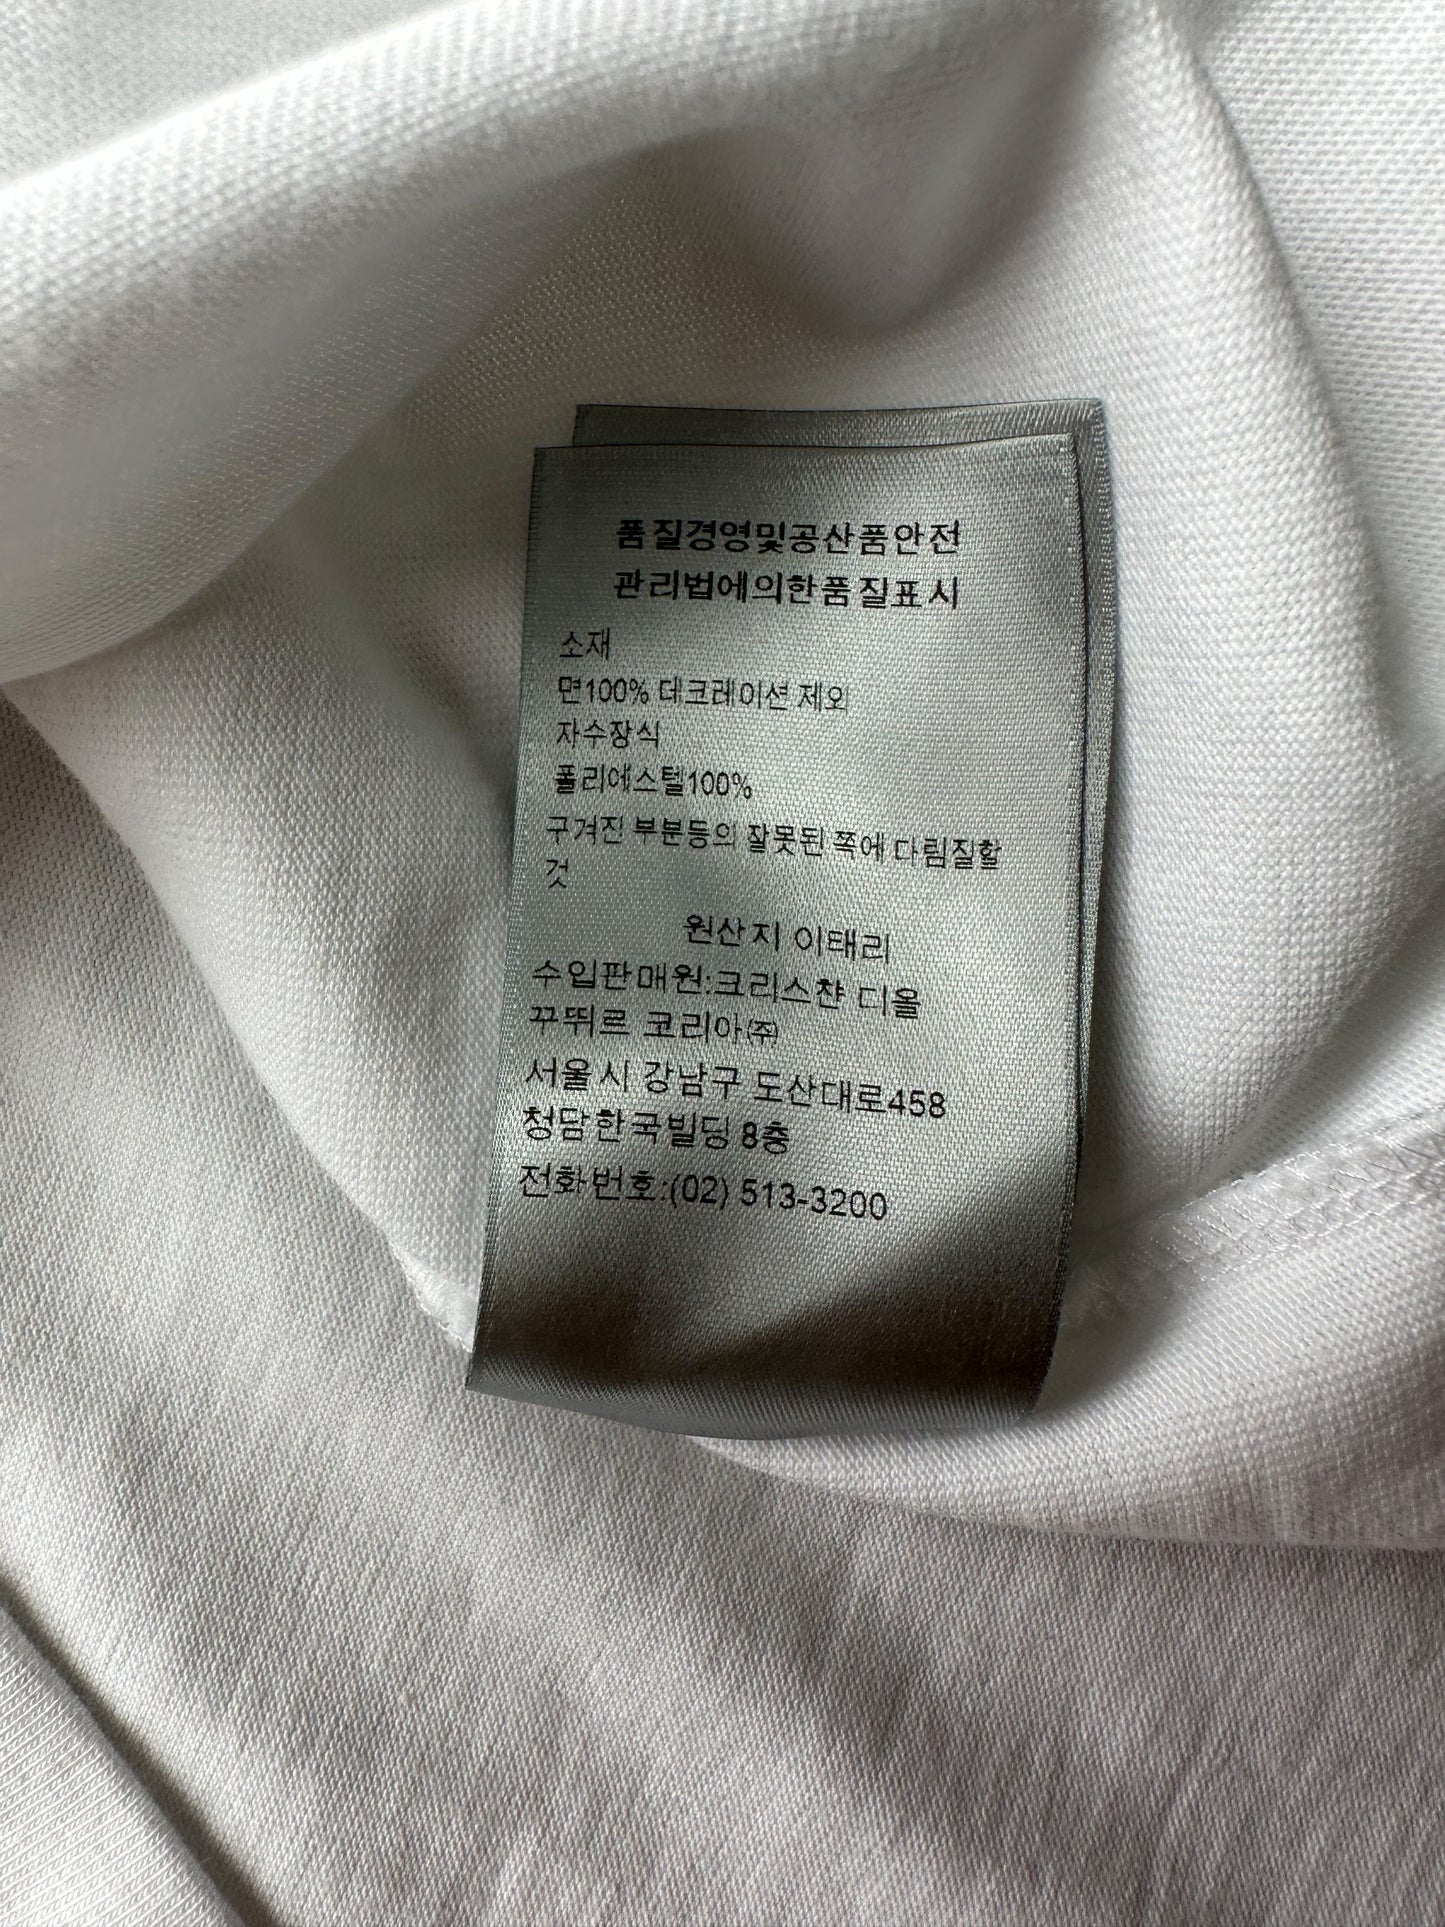 품질경영및공산품안전
관리법에의한품질표시
소재
면100% 데크레이션 제외
자수장식
폴리에스텔100%
구겨진 부분등의 잘못된 쪽에 다림질할
것
원산지 이태리
수입판매원:크리스챤 디올
꾸뛰르 코리아㈜
서울시 강남구 도산대로458
청담한국빌딩 8층
전화번호:(02) 513-3200